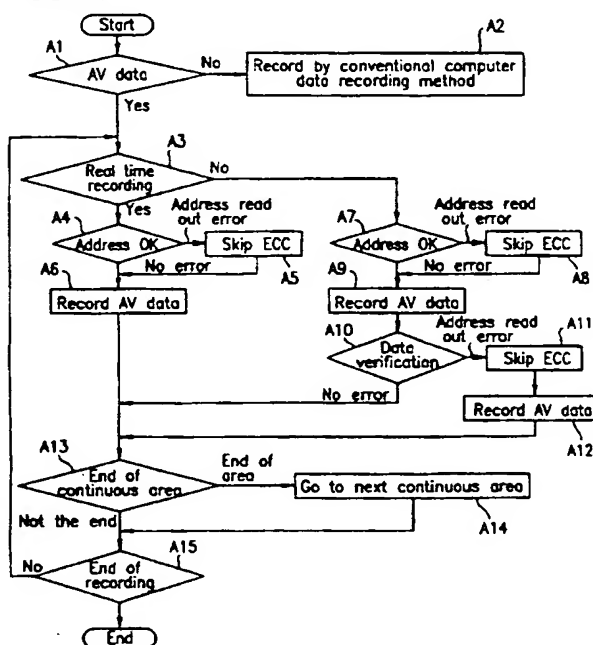 Start
A1
A2
AV data
No
Record by conventional computer
data recording method
Yes
A3
Real time
recording
No
Yes
A4
Address OK
Address read
out error
Skip ECC
A5
No error
A6
Record AV data
A7
Address OK
Address read
out error
Skip ECC
A8
No error
A9
Record AV data
A10
Data
verification
Address read
out error
A11
Skip ECC
No error
Record AV data
A12
A13
End of
continuous area
End of
area
Go to next continuous area
A14
Not the end
A15
No
End of
recording
End